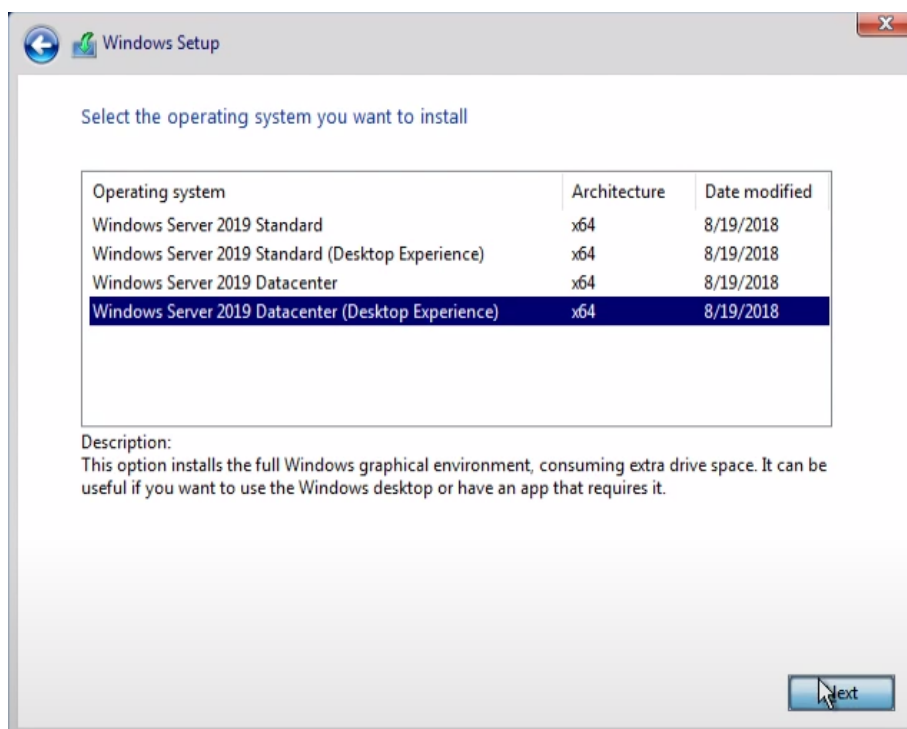 Windows Setup
Select the operating system you want to install
Operating system Architecture Date modified
Windows Server 2019 Standard x64 8/19/2018
Windows Server 2019 Standard (Desktop Experience) x64 8/19/2018
Windows Server 2019 Datacenter x64 8/19/2018
Windows Server 2019 Datacenter (Desktop Experience) x64 8/19/2018
Description:
This option installs the full Windows graphical environment, consuming extra drive space. It can be
useful if you want to use the Windows desktop or have an app that requires it.
Next